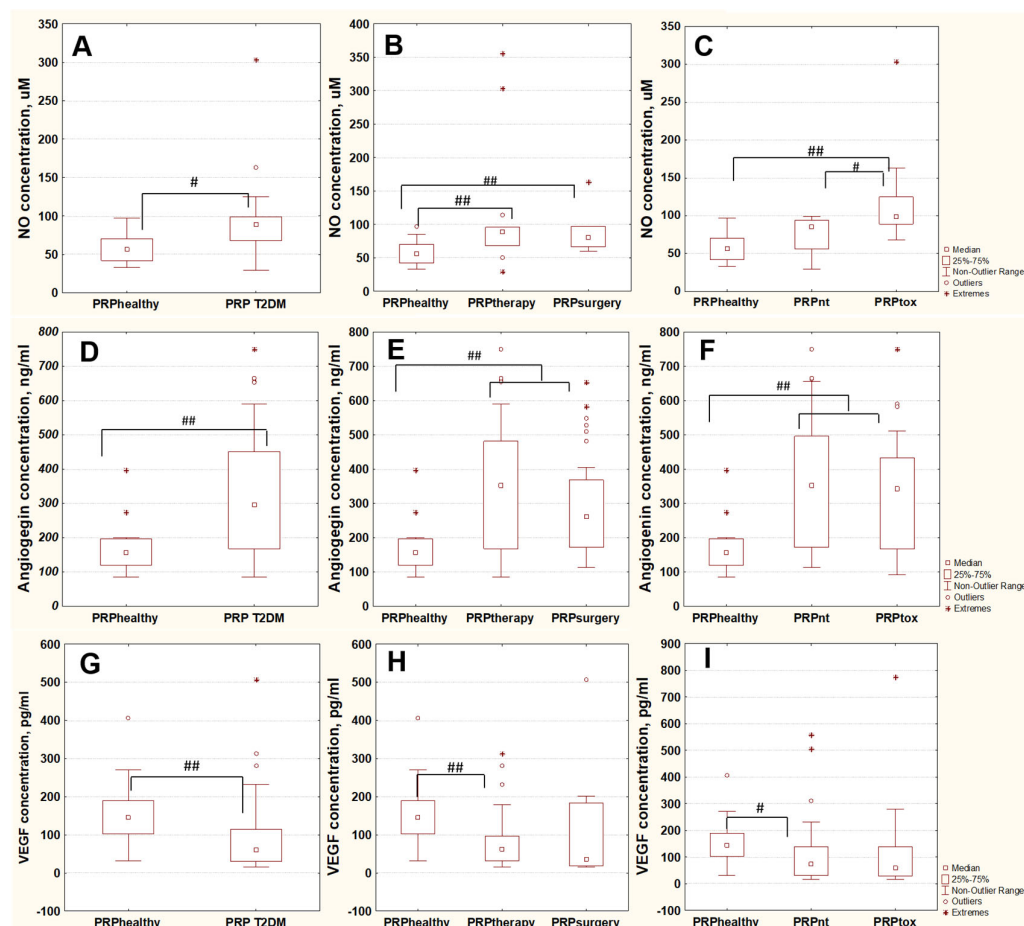 A
NO concentration, uM
350
300
250
200
150
100
50
0
#
PRPhealthy
PRP T2DM
B
NO concentration, uM
400
350
300
250
200
150
100
50
0
##
##
PRPhealthy
PRPtherapy
PRPsurgery
C
NO concentration, uM
350
300
250
200
150
100
50
0
##
#
PRPhealthy
PRPnt
PRPtox
Median
25%-75%
Non-Outlier Range
Outliers
Extremes
D
Angiogegin concentration, ng/ml
800
700
600
500
400
300
200
100
0
##
PRPhealthy
PRP T2DM
E
Angiogenin concentration, ng/ml
800
700
600
500
400
300
200
100
0
##
PRPhealthy
PRPtherapy
PRPsurgery
F
Angiogenin concentration, ng/ml
800
700
600
500
400
300
200
100
0
##
PRPhealthy
PRPnt
PRPtox
Median
25%-75%
Non-Outlier Range
Outliers
Extremes
G
VEGF concentration, pg/ml
600
500
400
300
200
100
0
-100
##
PRPhealthy
PRP T2DM
H
VEGF concentration, pg/ml
600
500
400
300
200
100
0
-100
##
PRPhealthy
PRPtherapy
PRPsurgery
I
VEGF concentration, pg/ml
900
800
700
600
500
400
300
200
100
0
-100
#
PRPhealthy
PRPnt
PRPtox
Median
25%-75%
Non-Outlier Range
Outliers
Extremes